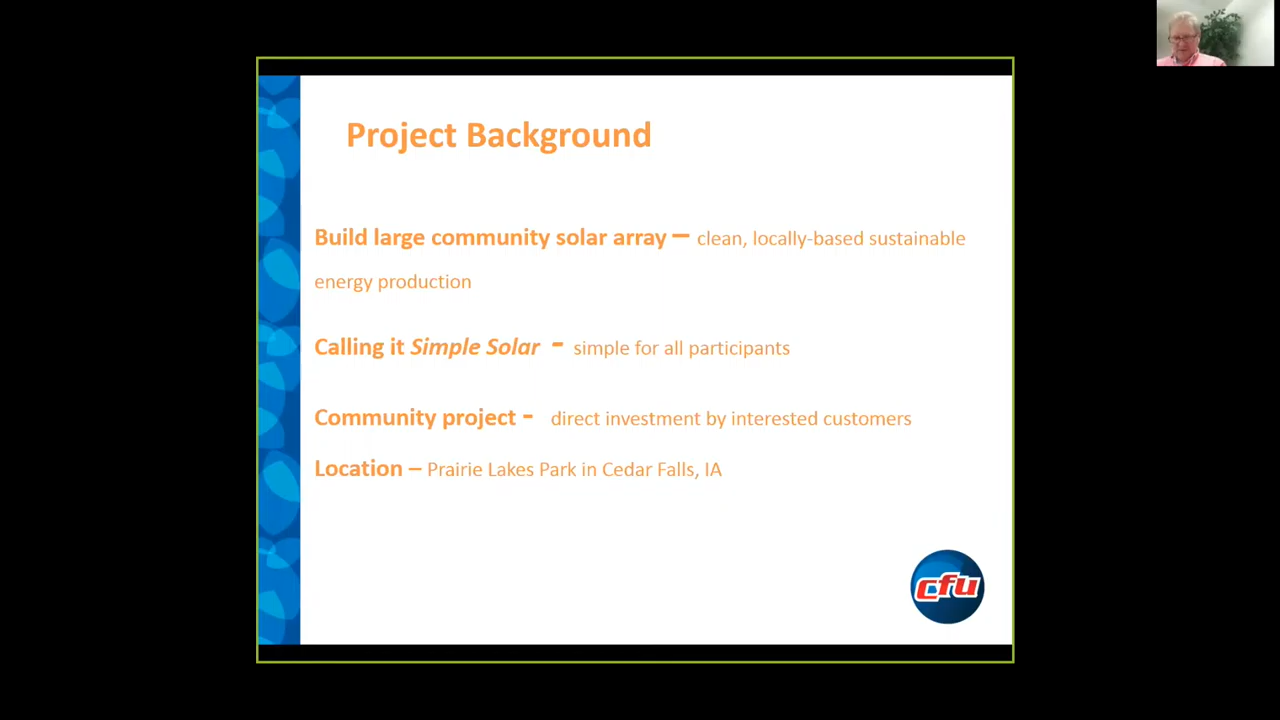 Project Background
Build large community solar array – clean, locally-based sustainable
energy production
Calling it Simple Solar - simple for all participants
Community project - direct investment by interested customers
Location – Prairie Lakes Park in Cedar Falls, IA
cfu